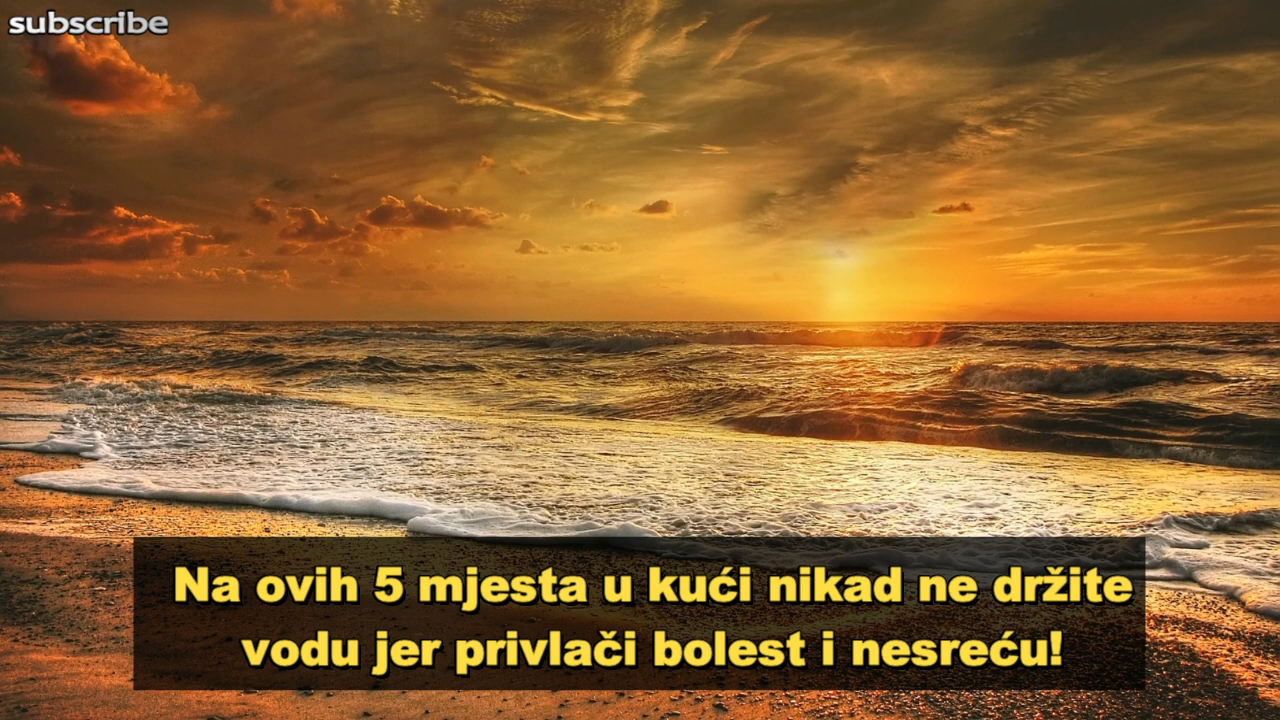 subscribe
Na ovih 5 mjesta u kući nikad ne držite
vodu jer privlači bolest i nesreću!